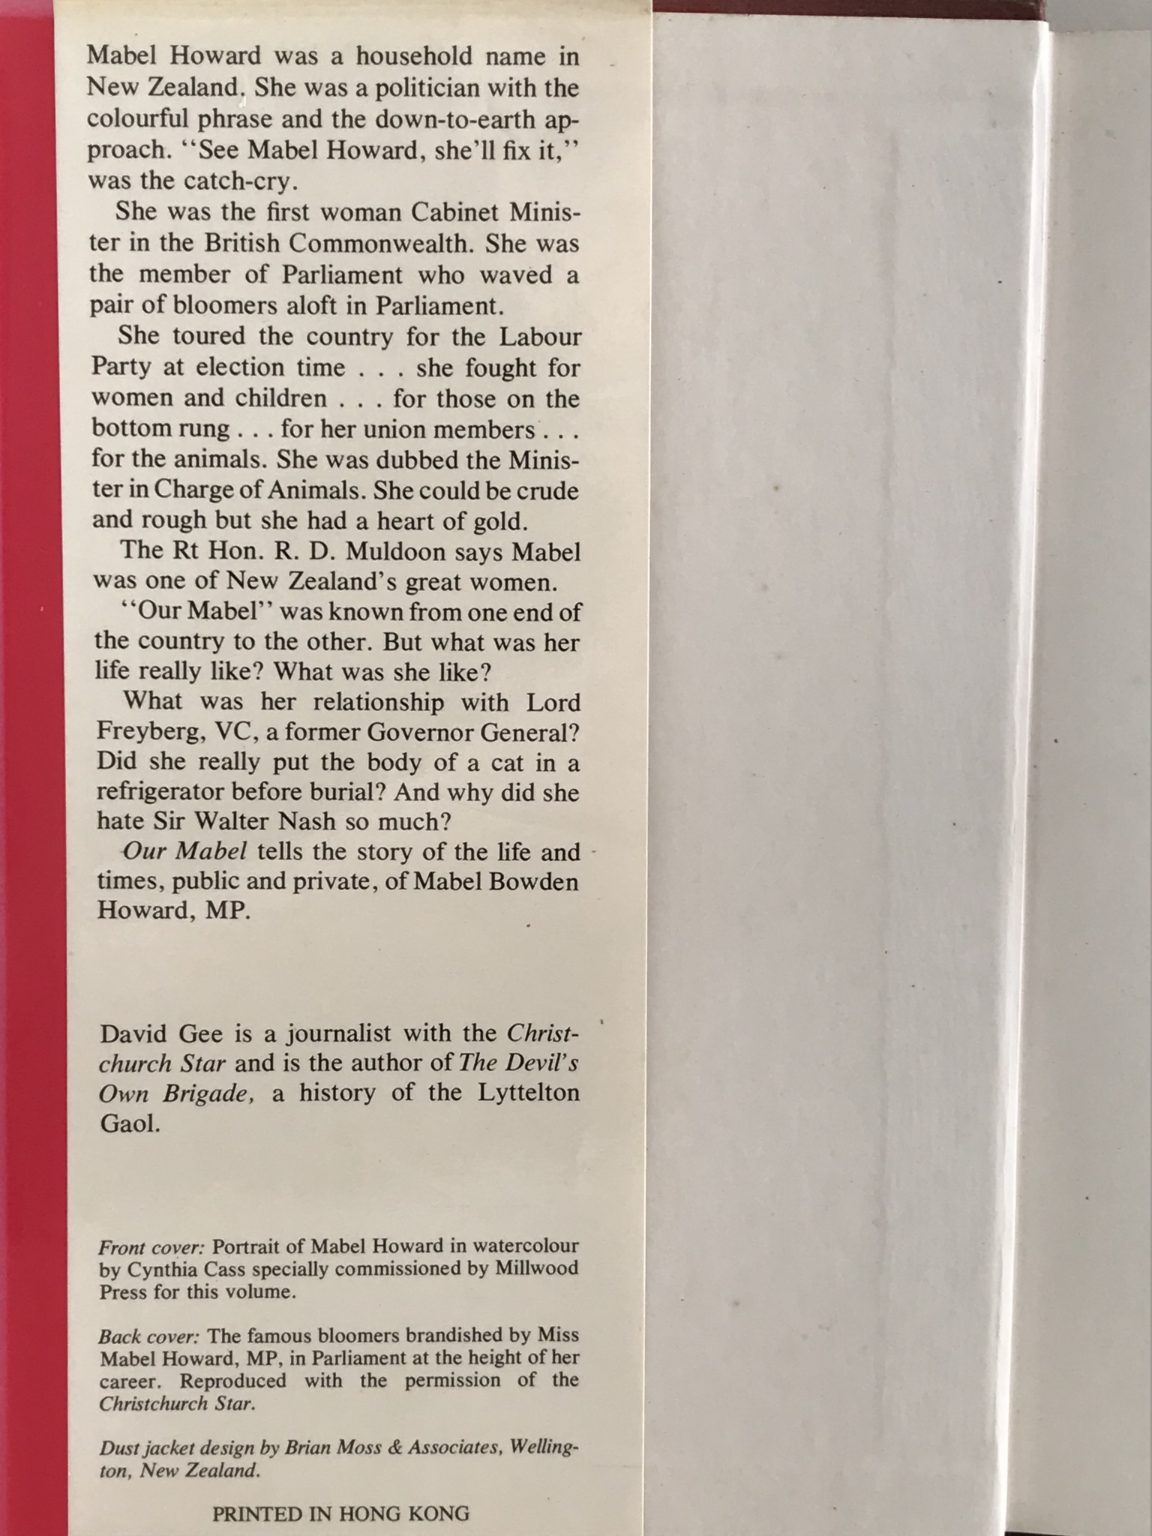 Mabel Howard was a household name in
New Zealand. She was a politician with the
colourful phrase and the down-to-earth ap-
proach. “See Mabel Howard, she’ll fix it,”
was the catch-cry.
She was the first woman Cabinet Minis-
ter in the British Commonwealth. She was
the member of Parliament who waved a
pair of bloomers aloft in Parliament.
She toured the country for the Labour
Party at election time . . . she fought for
women and children . . . for those on the
bottom rung . . . for her union members . . .
for the animals. She was dubbed the Minis-
ter in Charge of Animals. She could be crude
and rough but she had a heart of gold.
The Rt Hon. R. D. Muldoon says Mabel
was one of New Zealand’s great women.
“Our Mabel” was known from one end of
the country to the other. But what was her
life really like? What was she like?
What was her relationship with Lord
Freyberg, VC, a former Governor General?
Did she really put the body of a cat in a
refrigerator before burial? And why did she
hate Sir Walter Nash so much?
Our Mabel tells the story of the life and
times, public and private, of Mabel Bowden
Howard, MP.
David Gee is a journalist with the Christ-
church Star and is the author of The Devil’s
Own Brigade, a history of the Lyttelton
Gaol.
Front cover: Portrait of Mabel Howard in watercolour
by Cynthia Cass specially commissioned by Millwood
Press for this volume.
Back cover: The famous bloomers brandished by Miss
Mabel Howard, MP, in Parliament at the height of her
career. Reproduced with the permission of the
Christchurch Star.
Dust jacket design by Brian Moss & Associates, Welling-
ton, New Zealand.
PRINTED IN HONG KONG